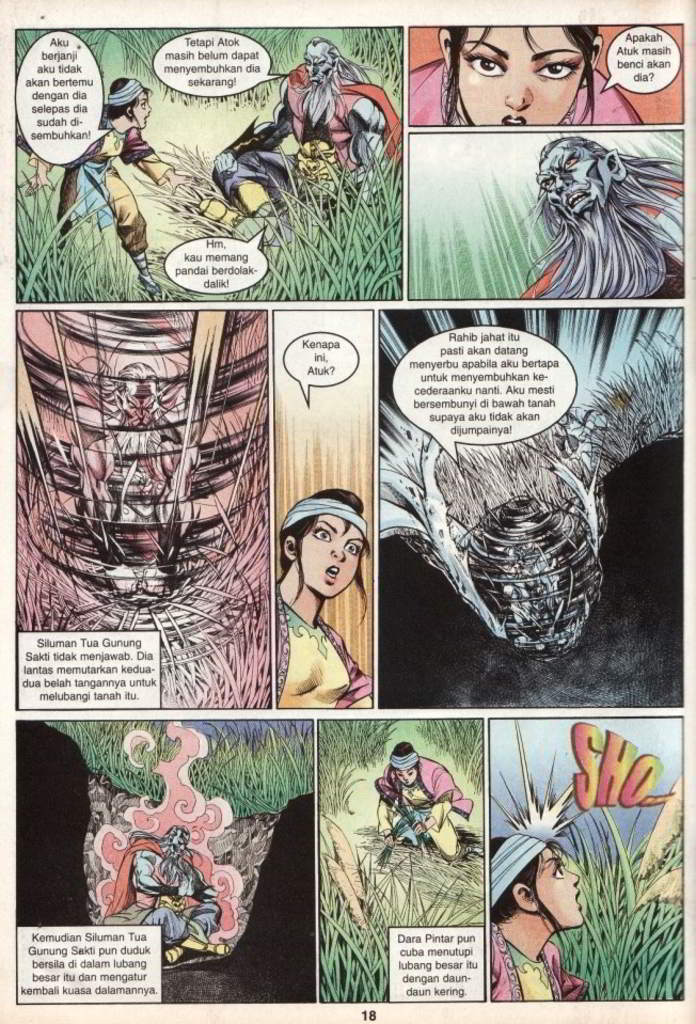 Aku
berjanji
aku tidak
akan bertemu
dengan dia
selepas dia
sudah di-
sembuhkan!
Tetapi Atok
masih belum dapat
menyembuhkan dia
sekarang!
Hm,
kau memang
pandai berdolak-
dalik!
Apakah
Atuk masih
benci akan
dia?
Siluman Tua Gunung
Sakti tidak menjawab. Dia
lantas memutarkan kedua-
dua belah tangannya untuk
melubangi tanah itu.
Kenapa
ini,
Atuk?
Rahib jahat itu
pasti akan datang
menyerbu apabila aku bertapa
untuk menyembuhkan ke-
cederaanku nanti. Aku mesti
bersembunyi di bawah tanah
supaya aku tidak akan
dijumpainya!
Kemudian Siluman Tua
Gunung Sakti pun duduk
bersila di dalam lubang
besar itu dan mengatur
kembali kuasa dalamannya.
Dara Pintar pun
cuba menutupi
lubang besar itu
dengan daun-
daun kering.
SHO
18